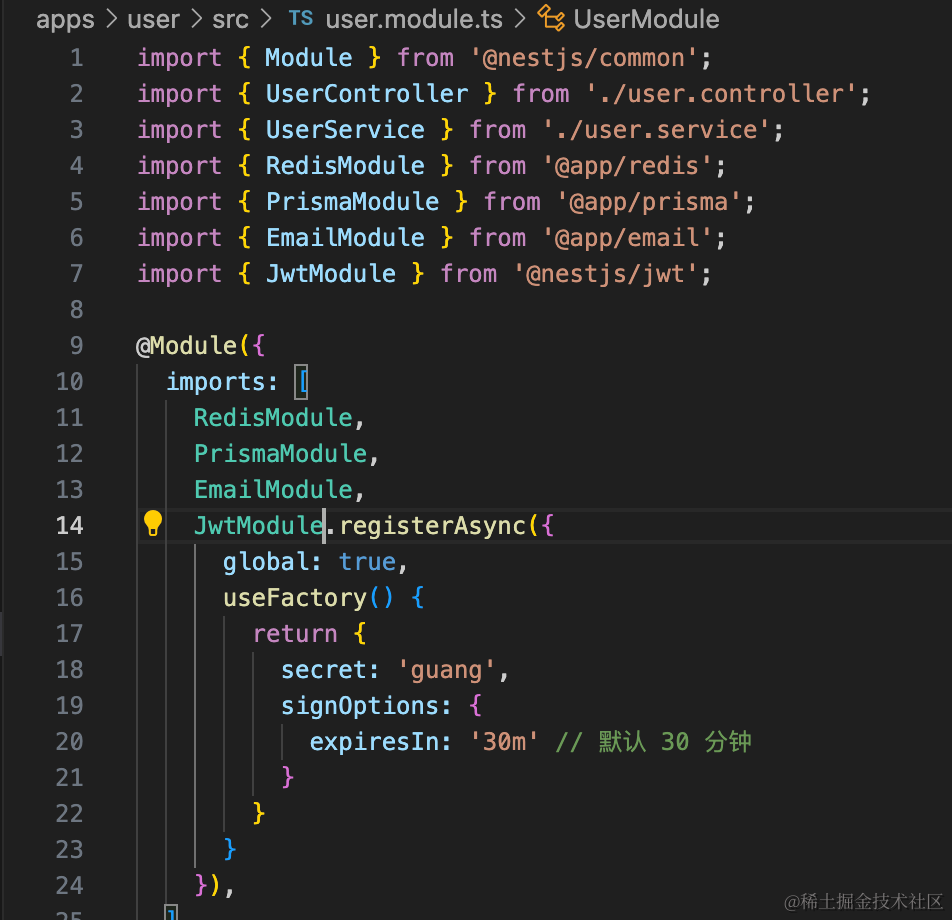 apps > user > src > TS user.module.ts > UserModule
1 import { Module } from '@nestjs/common';
2 import { UserController } from './user.controller';
3 import { UserService } from './user.service';
4 import { RedisModule } from '@app/redis';
5 import { PrismaModule } from '@app/prisma';
6 import { EmailModule } from '@app/email';
7 import { JwtModule } from '@nestjs/jwt';
8
9 @Module({
10 imports: [
11 RedisModule,
12 PrismaModule,
13 EmailModule,
14 JwtModule.registerAsync({
15 global: true,
16 useFactory() {
17 return {
18 secret: 'guang',
19 signOptions: {
20 expiresIn: '30m' // 默认 30 分钟
21 }
22 }
23 }
24 }),
25 ]
@稀土掘金技术社区